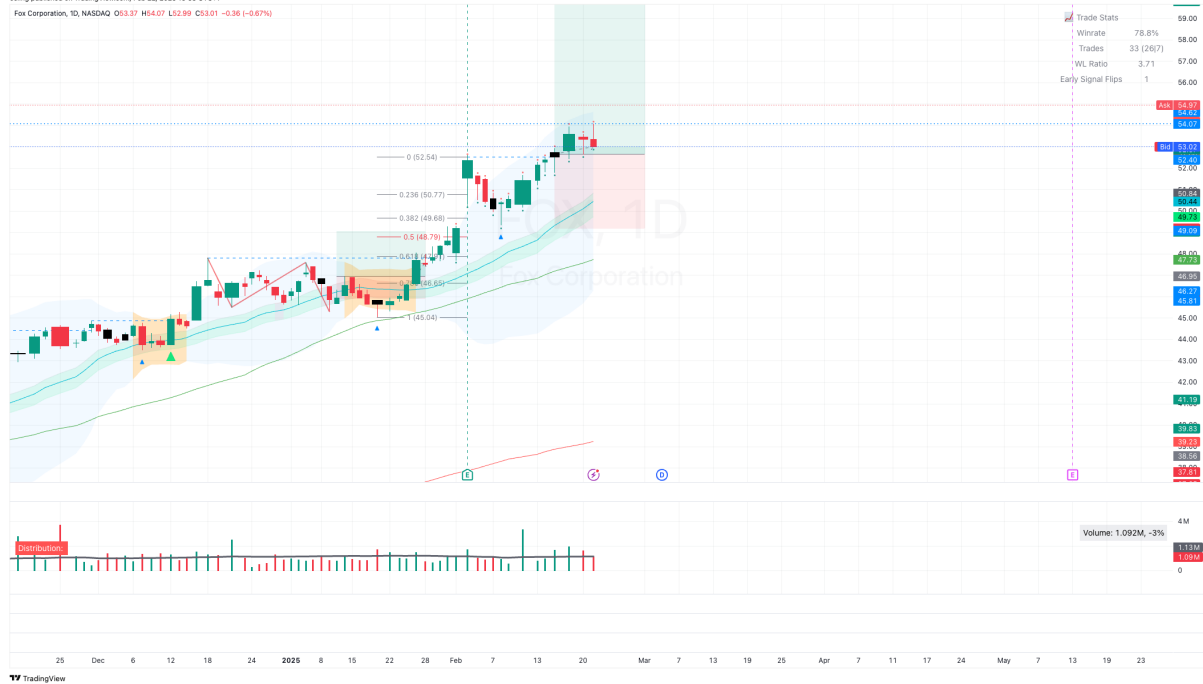 Fox Corporation, 1D, NASDAQ O53.37 H54.07 L52.99 C53.01 −0.36 (−0.67%)
Trade Stats
Winrate 78.8%
Trades 33 (26|7)
WL Ratio 3.71
Early Signal Flips 1
59.00
58.00
57.00
56.00
Ask 54.97
54.62
54.07
Bid 53.02
52.40
52.00
50.84
50.44
50.00
49.73
49.09
47.73
46.95
46.27
45.81
45.00
44.00
43.00
42.00
41.19
39.83
39.23
38.56
37.81
0 (52.54)
0.236 (50.77)
0.382 (49.68)
0.5 (48.79)
1 (45.04)
FOX, 1D
Fox Corporation
E
D
E
Distribution:
Volume: 1.092M, −3%
4M
1.13M
1.09M
0
25 Dec 6 12 18 24 2025 8 15 22 28 Feb 7 13 20 Mar 7 13 19 25 Apr 7 11 17 24 May 7 13 19 23
TradingView